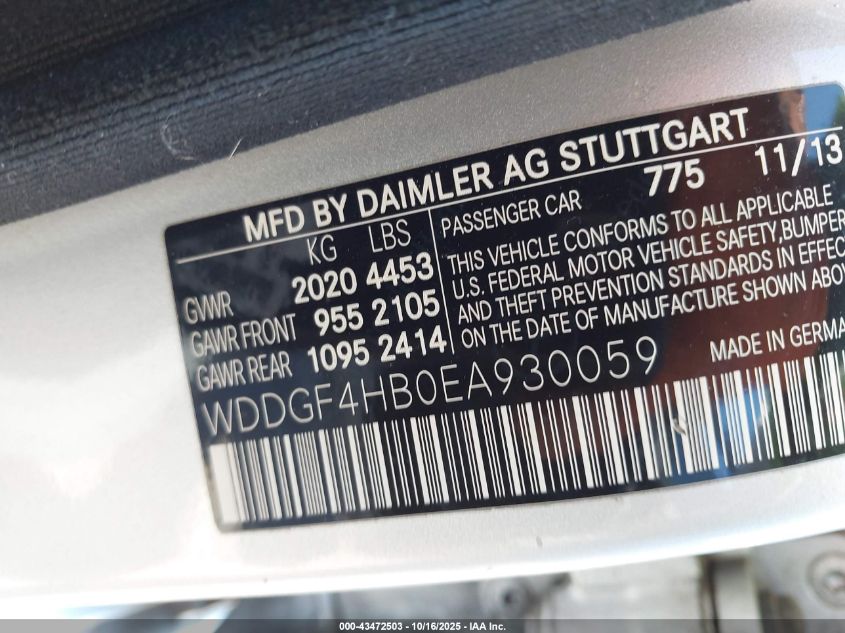 MFD BY DAIMLER AG STUTTGART
KG LBS
GVWR 2020 4453
GAWR FRONT 955 2105
GAWR REAR 1095 2414
PASSENGER CAR 775 11/13
THIS VEHICLE CONFORMS TO ALL APPLICABLE
U.S. FEDERAL MOTOR VEHICLE SAFETY,BUMPER
AND THEFT PREVENTION STANDARDS IN EFFEC
ON THE DATE OF MANUFACTURE SHOWN ABOV
WDDGF4HB0EA930059
MADE IN GERMA
000-43472503 - 10/16/2025 - IAA Inc.